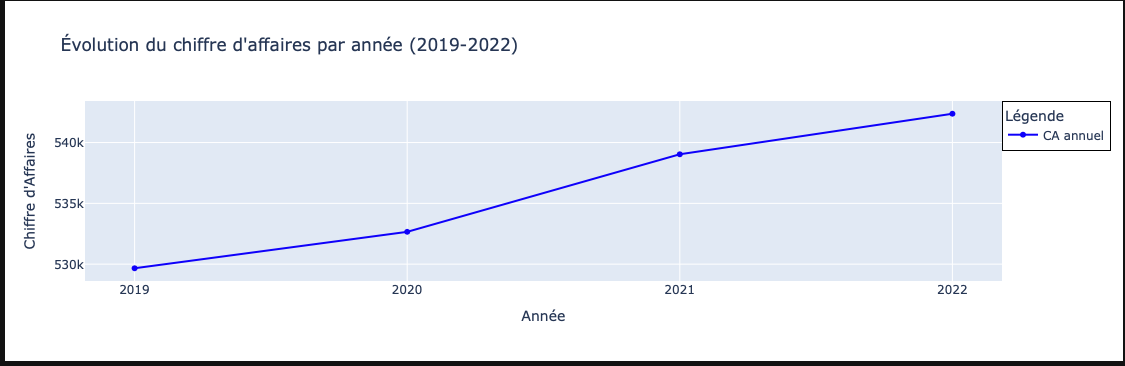 Évolution du chiffre d'affaires par année (2019-2022)
Légende
CA annuel
Chiffre d'Affaires
540k
535k
530k
2019 2020 2021 2022
Année